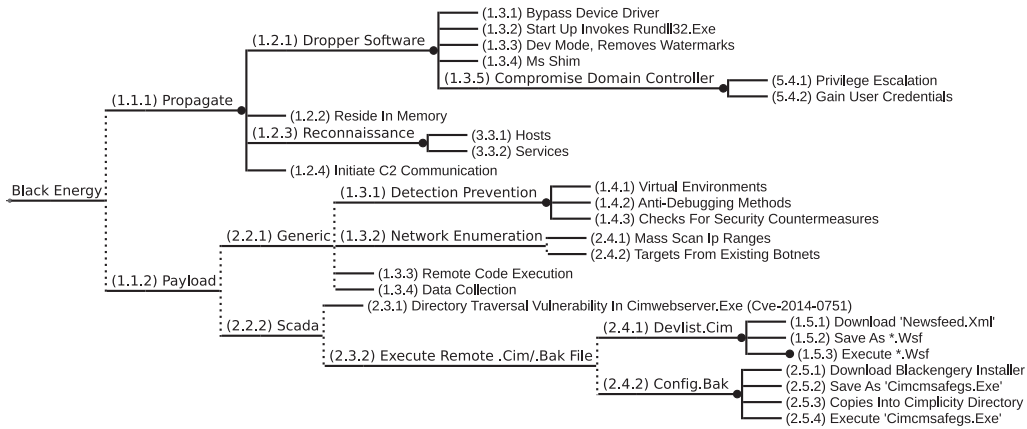 Black Energy
(1.1.1) Propagate
(1.2.1) Dropper Software
(1.3.1) Bypass Device Driver
(1.3.2) Start Up Invokes Rundll32.Exe
(1.3.3) Dev Mode, Removes Watermarks
(1.3.4) Ms Shim
(1.3.5) Compromise Domain Controller
(5.4.1) Privilege Escalation
(5.4.2) Gain User Credentials
(1.2.2) Reside In Memory
(1.2.3) Reconnaissance
(3.3.1) Hosts
(3.3.2) Services
(1.2.4) Initiate C2 Communication
(1.1.2) Payload
(2.2.1) Generic
(1.3.1) Detection Prevention
(1.4.1) Virtual Environments
(1.4.2) Anti-Debugging Methods
(1.4.3) Checks For Security Countermeasures
(1.3.2) Network Enumeration
(2.4.1) Mass Scan Ip Ranges
(2.4.2) Targets From Existing Botnets
(1.3.3) Remote Code Execution
(1.3.4) Data Collection
(2.2.2) Scada
(2.3.1) Directory Traversal Vulnerability In Cimwebserver.Exe (Cve-2014-0751)
(2.3.2) Execute Remote .Cim/.Bak File
(2.4.1) Devlist.Cim
(1.5.1) Download 'Newsfeed.Xml'
(1.5.2) Save As *.Wsf
(1.5.3) Execute *.Wsf
(2.4.2) Config.Bak
(2.5.1) Download Blackengery Installer
(2.5.2) Save As 'Cimcmsafegs.Exe'
(2.5.3) Copies Into Cimplicity Directory
(2.5.4) Execute 'Cimcmsafegs.Exe'